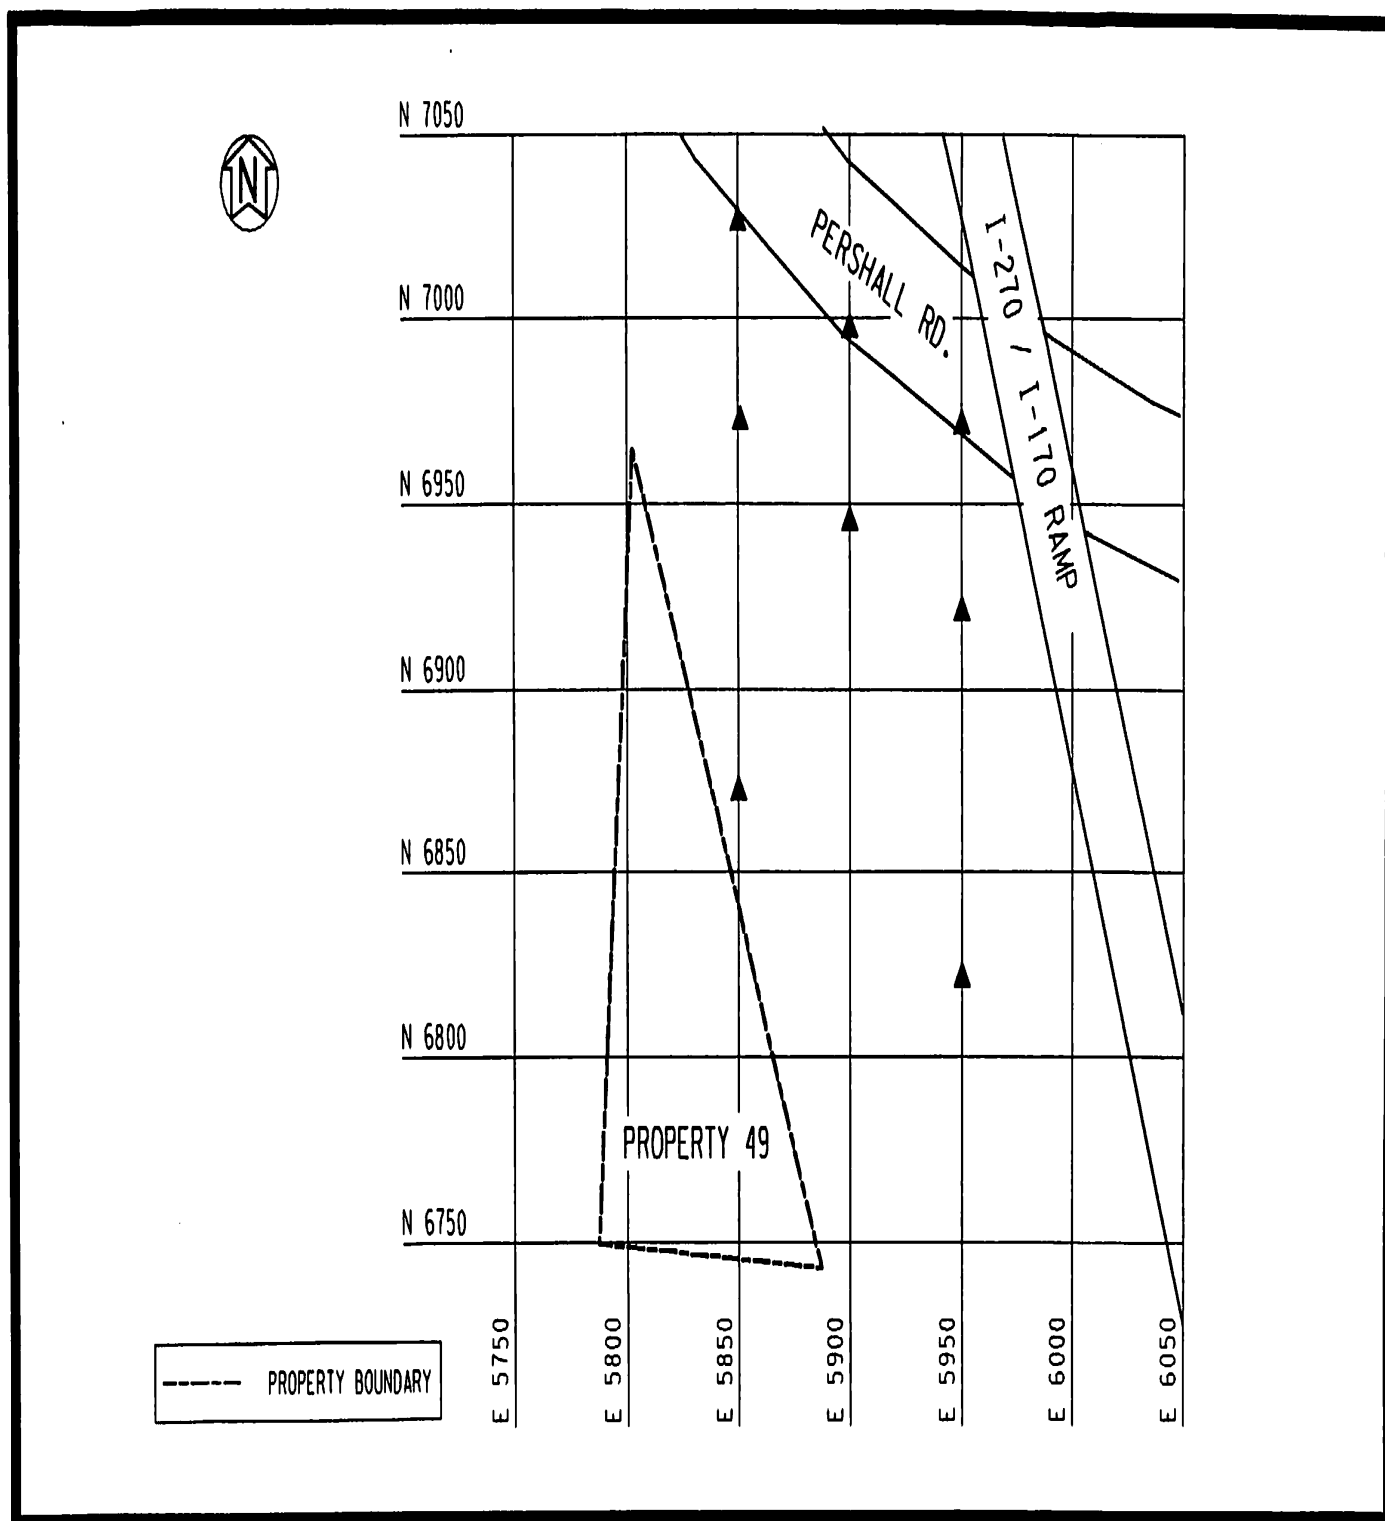 N 7050
N
PERSHALL RD.
I-270 / I-170 RAMP
N 7000
N 6950
N 6900
N 6850
N 6800
PROPERTY 49
N 6750
E 5750
E 5800
E 5850
E 5900
E 5950
E 6000
E 6050
PROPERTY BOUNDARY